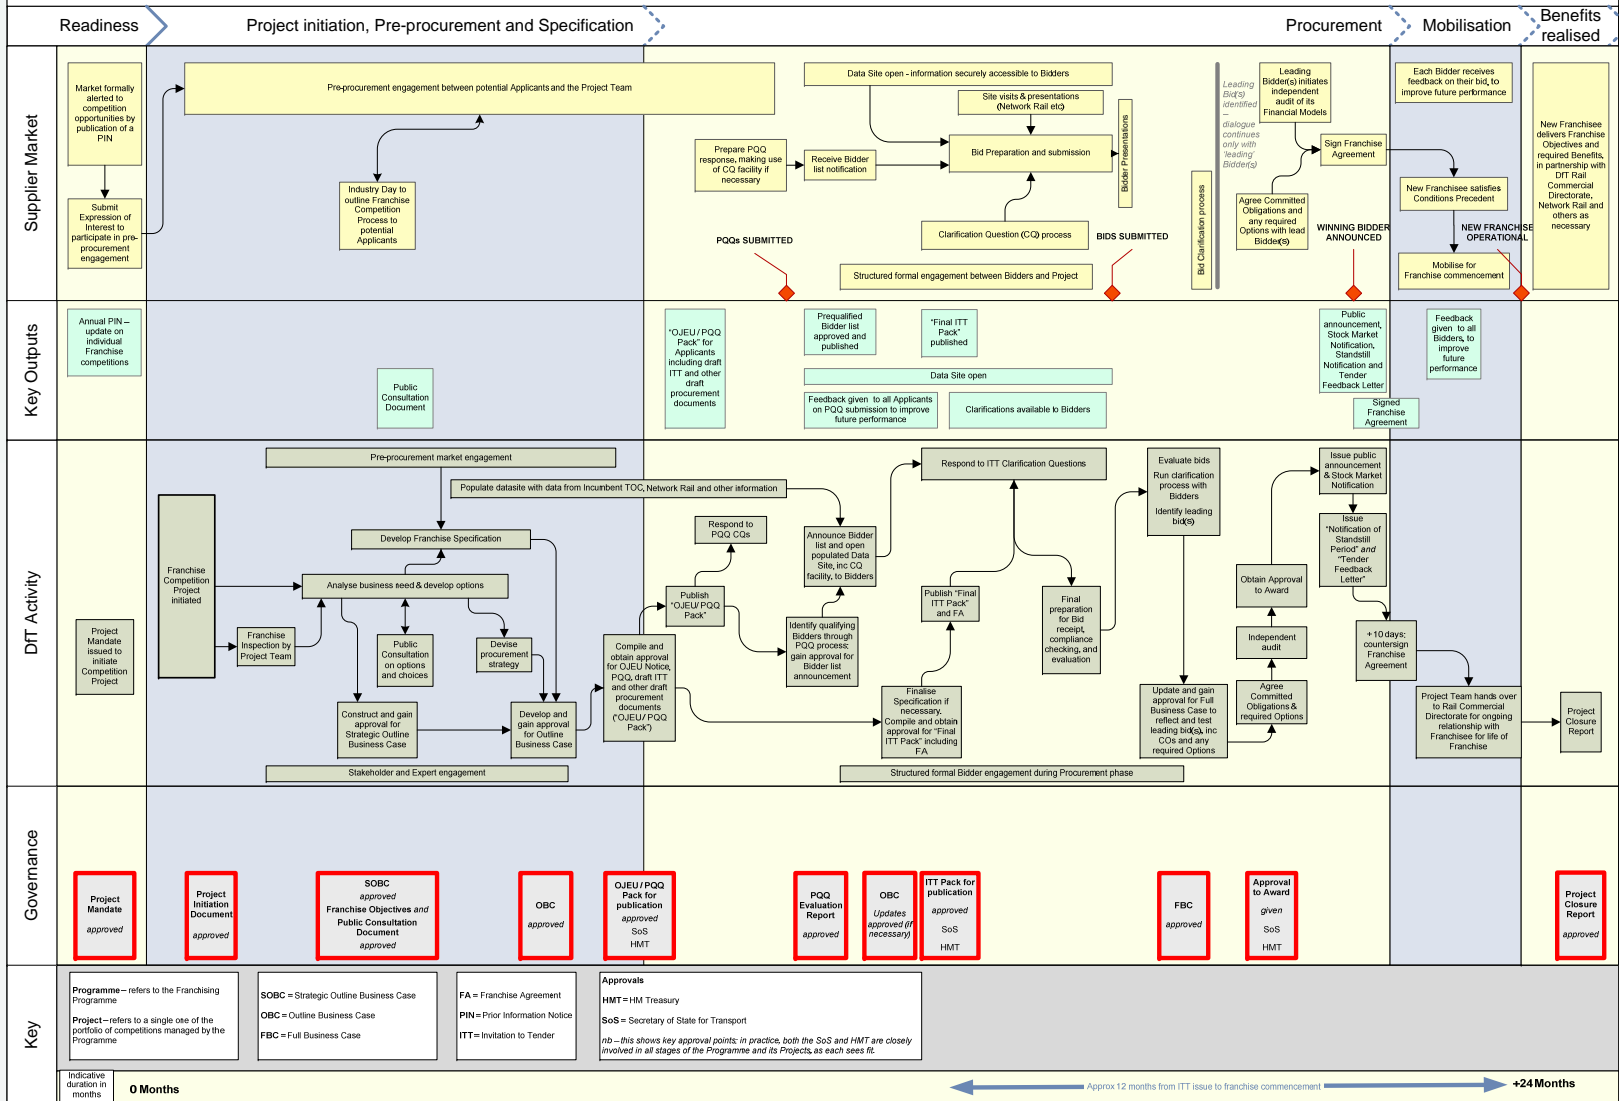 Readiness
Project initiation, Pre-procurement and Specification
Procurement
Mobilisation
Benefits
realised
Supplier Market
Market formally
alerted to
competition
opportunities by
publication of a
PIN
Submit
Expression of
Interest to
participate in pre-
procurement
engagement
Pre-procurement engagement between potential Applicants and the Project Team
Industry Day to
outline Franchise
Competition
Process to
potential
Applicants
Prepare PQQ
response, making use
of CQ facility if
necessary
Receive Bidder
list notification
Data Site open - information securely accessible to Bidders
Site visits & presentations
(Network Rail etc)
Bid Preparation and submission
Bidder Presentations
Clarification Question (CQ) process
Structured formal engagement between Bidders and Project
PQQs SUBMITTED
BIDS SUBMITTED
Bid Clarification process
Leading
Bid(s)
identified
–
dialogue
continues
only with
'leading'
Bidder(s)
Leading
Bidder(s) initiates
independent
audit of its
Financial Models
Sign Franchise
Agreement
Agree Committed
Obligations and
any required
Options with lead
Bidder(S)
WINNING BIDDER
ANNOUNCED
Each Bidder receives
feedback on their bid, to
improve future performance
New Franchisee satisfies
Conditions Precedent
NEW FRANCHISE
OPERATIONAL
Mobilise for
Franchise commencement
New Franchisee
delivers Franchise
Objectives and
required Benefits,
in partnership with
DfT Rail
Commercial
Directorate,
Network Rail and
others as
necessary
Key Outputs
Annual PIN –
update on
individual
Franchise
competitions
Public
Consultation
Document
"OJEU / PQQ
Pack" for
Applicants
including draft
ITT and other
draft
procurement
documents
Prequalified
Bidder list
approved and
published
"Final ITT
Pack"
published
Data Site open
Feedback given to all Applicants
on PQQ submission to improve
future performance
Clarifications available to Bidders
Public
announcement,
Stock Market
Notification,
Standstill
Notification and
Tender
Feedback Letter
Signed
Franchise
Agreement
Feedback
given to all
Bidders, to
improve
future
performance
DfT Activity
Project
Mandate
issued to
initiate
Competition
Project
Franchise
Competition
Project
initiated
Franchise
Inspection by
Project Team
Pre-procurement market engagement
Populate datasite with data from Incumbent TOC, Network Rail and other information
Develop Franchise Specification
Analyse business need & develop options
Public
Consultation
on options
and choices
Devise
procurement
strategy
Construct and gain
approval for
Strategic Outline
Business Case
Develop and
gain approval
for Outline
Business Case
Stakeholder and Expert engagement
Compile and
obtain approval
for OJEU Notice,
PQQ, draft ITT
and other draft
procurement
documents
("OJEU / PQQ
Pack")
Respond to
PQQ CQs
Publish
"OJEU/ PQQ
Pack"
Announce Bidder
list and open
populated Data
Site, inc CQ
facility, to Bidders
Identify qualifying
Bidders through
PQQ process;
gain approval for
Bidder list
announcement
Respond to ITT Clarification Questions
Publish "Final
ITT Pack"
and FA
Finalise
Specification if
necessary.
Compile and obtain
approval for "Final
ITT Pack" including
FA
Final
preparation
for Bid
receipt,
compliance
checking, and
evaluation
Structured formal Bidder engagement during Procurement phase
Evaluate bids
Run clarification
process with
Bidders
Identify leading
bid(s)
Update and gain
approval for Full
Business Case to
reflect and test
leading bid(s), inc
COs and any
required Options
Obtain Approval
to Award
Independent
audit
Agree
Committed
Obligations &
required Options
Issue public
announcement
& Stock Market
Notification
Issue
"Notification of
Standstill
Period" and
"Tender
Feedback
Letter"
+10 days:
countersign
Franchise
Agreement
Project Team hands over
to Rail Commercial
Directorate for ongoing
relationship with
Franchisee for life of
Franchise
Project
Closure
Report
Governance
Project
Mandate
approved
Project
Initiation
Document
approved
SOBC
approved
Franchise Objectives and
Public Consultation
Document
approved
OBC
approved
OJEU / PQQ
Pack for
publication
approved
SoS
HMT
PQQ
Evaluation
Report
approved
OBC
Updates
approved (if
necessary)
ITT Pack for
publication
approved
SoS
HMT
FBC
approved
Approval
to Award
given
SoS
HMT
Project
Closure
Report
approved
Key
Programme – refers to the Franchising
Programme
Project – refers to a single one of the
portfolio of competitions managed by the
Programme
SOBC = Strategic Outline Business Case
OBC = Outline Business Case
FBC = Full Business Case
FA = Franchise Agreement
PIN = Prior Information Notice
ITT = Invitation to Tender
Approvals
HMT = HM Treasury
SoS = Secretary of State for Transport
nb – this shows key approval points; in practice, both the SoS and HMT are closely
involved in all stages of the Programme and its Projects, as each sees fit.
Indicative
duration in
months
0 Months
Approx 12 months from ITT issue to franchise commencement
+24 Months